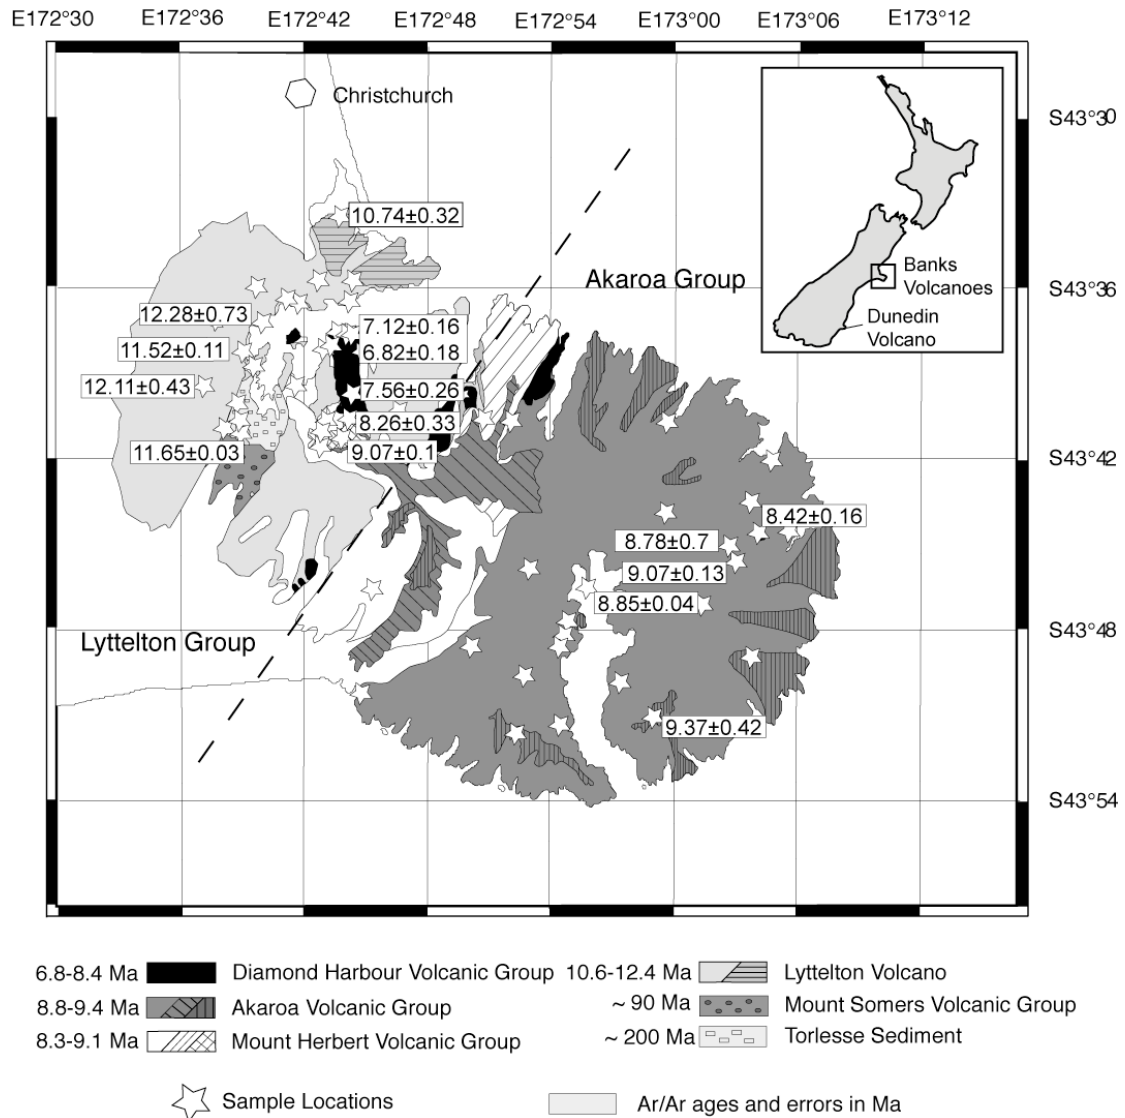 E172°30 E172°36 E172°42 E172°48 E172°54 E173°00 E173°06 E173°12
Christchurch
S43°30
10.74±0.32
Akaroa Group
Banks
Volcanoes
S43°36
Dunedin
Volcano
12.28±0.73
7.12±0.16
11.52±0.11
6.82±0.18
12.11±0.43
7.56±0.26
8.26±0.33
11.65±0.03
9.07±0.1
S43°42
8.42±0.16
8.78±0.7
9.07±0.13
8.85±0.04
Lyttelton Group
S43°48
9.37±0.42
S43°54
6.8-8.4 Ma Diamond Harbour Volcanic Group
10.6-12.4 Ma Lyttelton Volcano
8.8-9.4 Ma Akaroa Volcanic Group
~ 90 Ma Mount Somers Volcanic Group
8.3-9.1 Ma Mount Herbert Volcanic Group
~ 200 Ma Torlesse Sediment
Sample Locations
Ar/Ar ages and errors in Ma